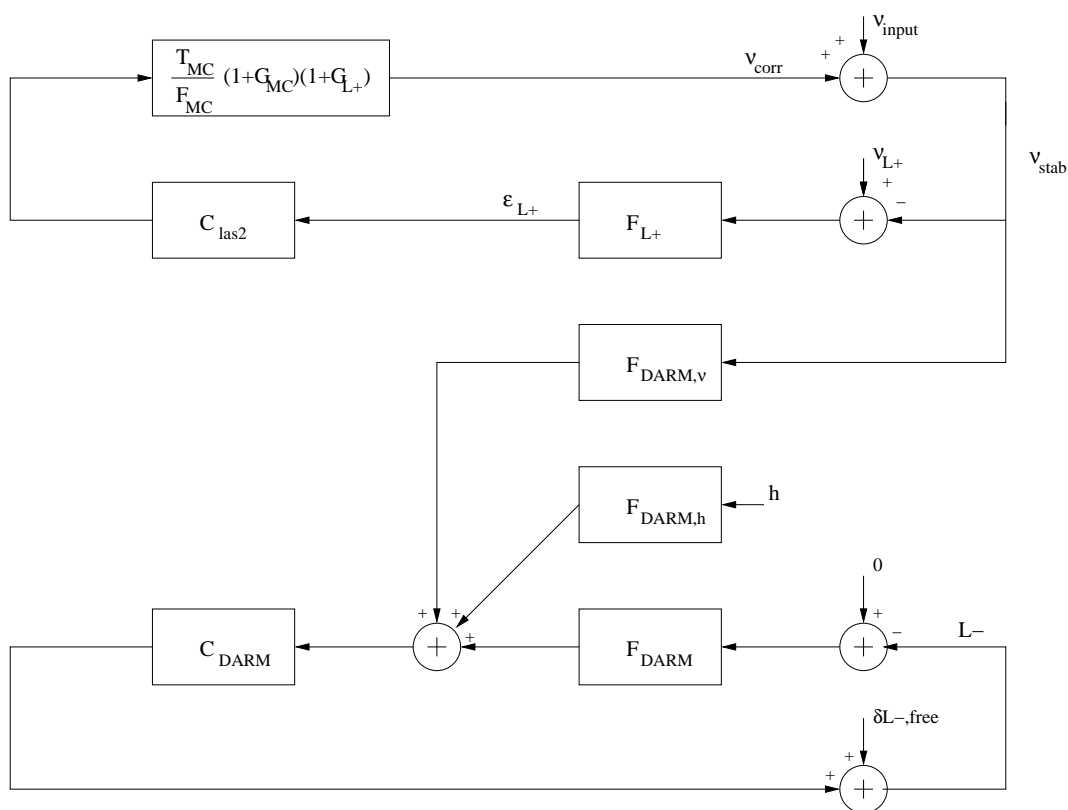 ν_input
T_MC / F_MC (1+G_MC)(1+G_L+)
ν_corr
+ +
+
ν_stab
ν_L+
C_las2
ε_L+
F_L+
+
+
−
F_DARM,ν
F_DARM,h
h
0
C_DARM
+ + +
+
F_DARM
+
−
+
L−
δL−,free
+ +
+